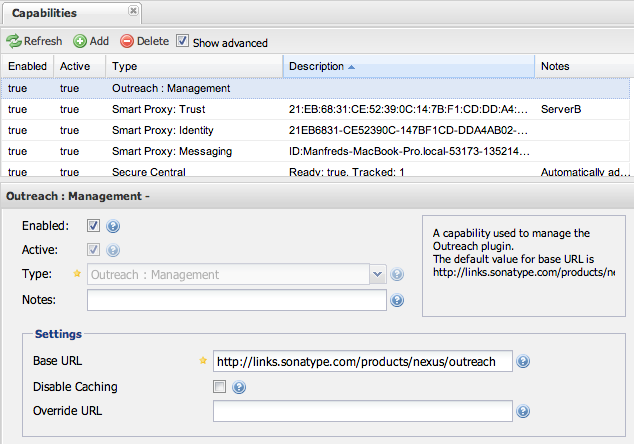 Capabilities
Refresh Add Delete Show advanced
Enabled Active Type Description Notes
true true Outreach : Management
true true Smart Proxy: Trust 21:EB:68:31:CE:52:39:0C:14:7B:F1:CD:DD:A4:... ServerB
true true Smart Proxy: Identity 21EB6831-CE52390C-147BF1CD-DDA4AB02-...
true true Smart Proxy: Messaging ID:Manfreds-MacBook-Pro.local-53173-135214...
true true Secure Central Ready: true, Tracked: 1 Automatically ad...
Outreach : Management -
Enabled:
Active:
Type: Outreach : Management
Notes:
A capability used to manage the
Outreach plugin.
The default value for base URL is
http://links.sonatype.com/products/ne
Settings
Base URL http://links.sonatype.com/products/nexus/outreach
Disable Caching
Override URL